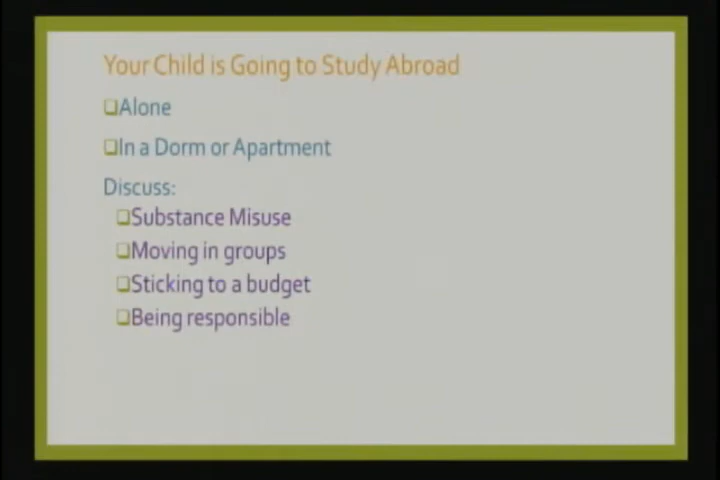 Your Child is Going to Study Abroad
❑Alone
❑In a Dorm or Apartment
Discuss:
❑Substance Misuse
❑Moving in groups
❑Sticking to a budget
❑Being responsible